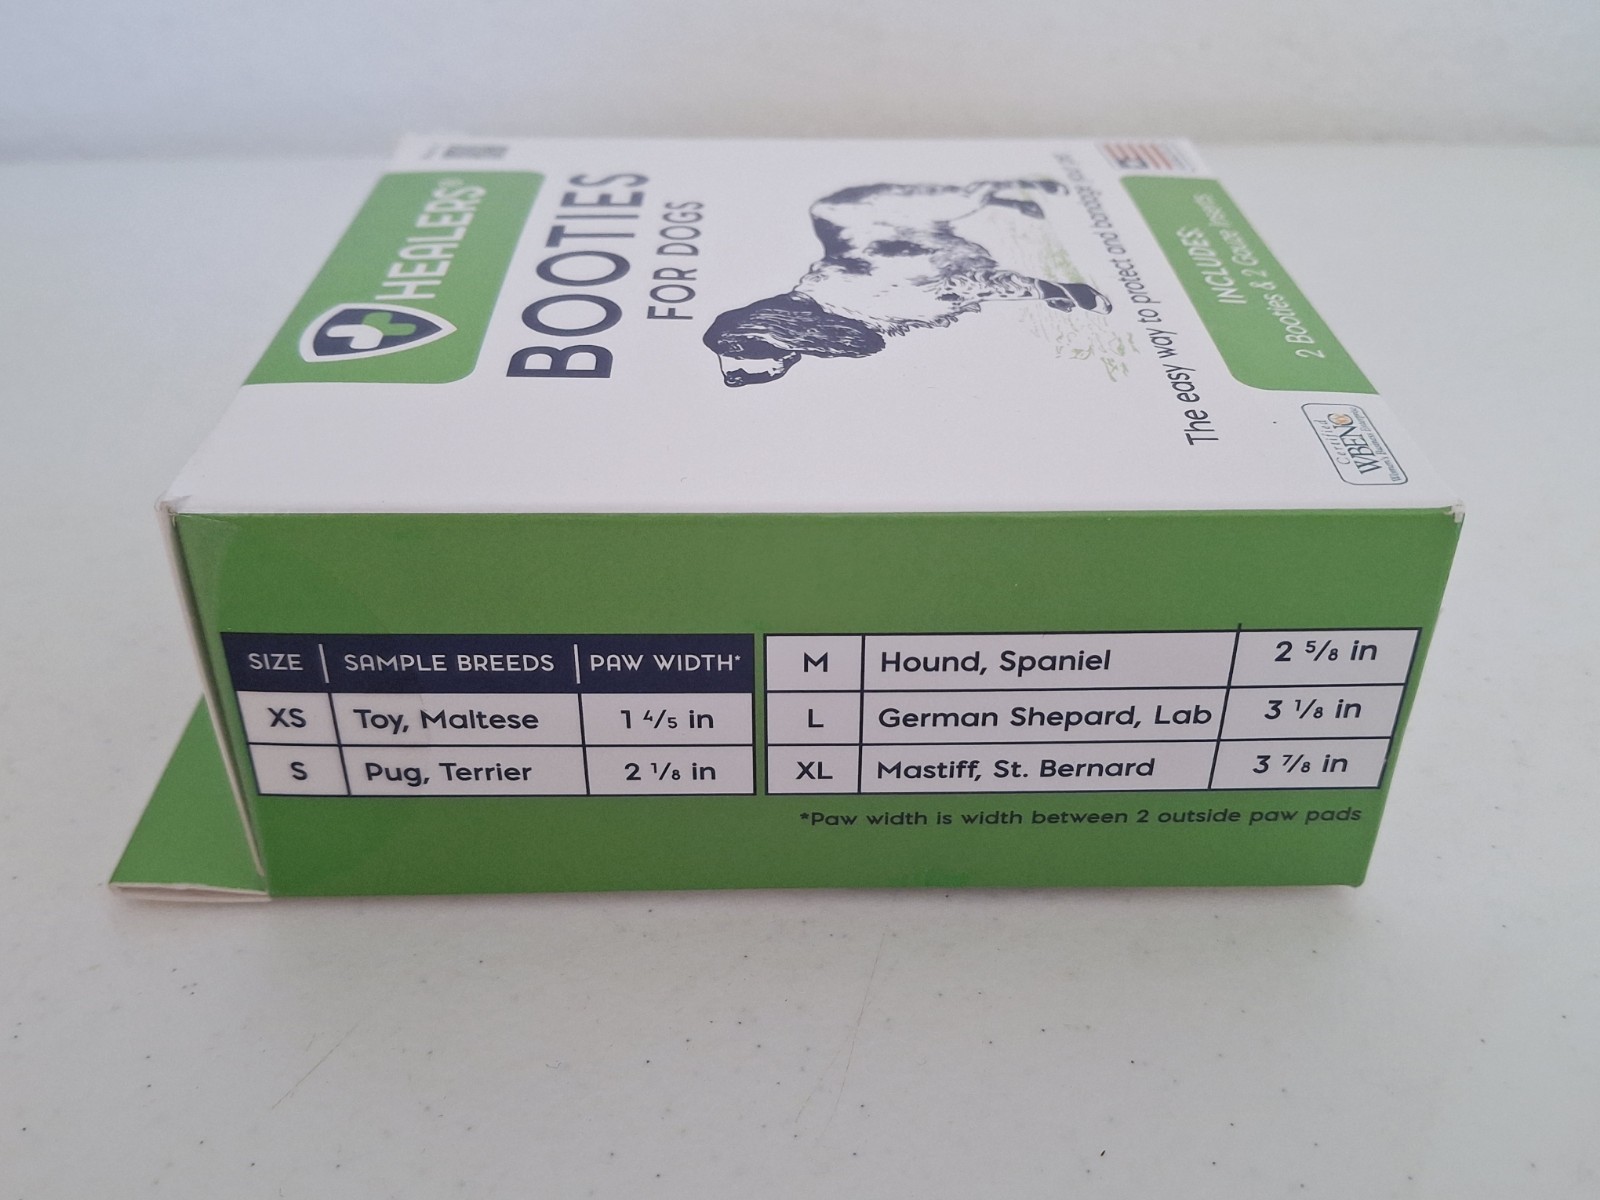 HEALERS®
BOOTIES
FOR DOGS
The easy way to protect and bandage
INCLUDES:
2 Booties & 2 Gauze Inserts
Certified
WBENC
Women's Business Enterprise
SIZE | SAMPLE BREEDS | PAW WIDTH*
XS Toy, Maltese 1 4/5 in
S Pug, Terrier 2 1/8 in
M Hound, Spaniel 2 5/8 in
L German Shepard, Lab 3 1/8 in
XL Mastiff, St. Bernard 3 7/8 in
*Paw width is width between 2 outside paw pads